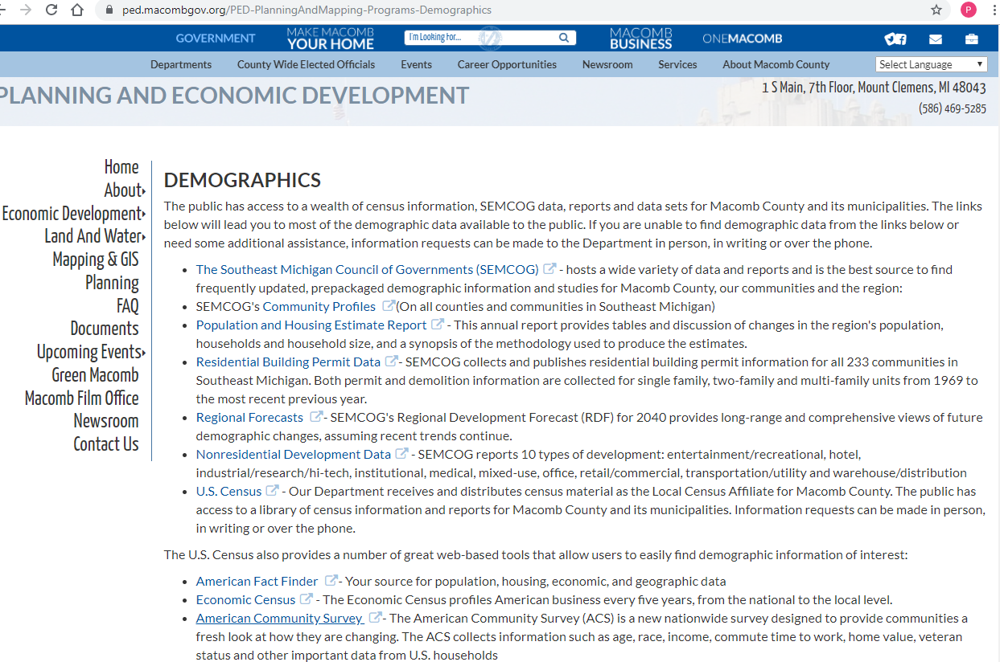 ped.macombgov.org/PED-PlanningAndMapping-Programs-Demographics
P
GOVERNMENT
MAKE MACOMB
YOUR HOME
I'm Looking For...
MACOMB
BUSINESS
ONEMACOMB
Departments County Wide Elected Officials Events Career Opportunities Newsroom Services About Macomb County Select Language
PLANNING AND ECONOMIC DEVELOPMENT
1 S Main, 7th Floor, Mount Clemens, MI 48043
(586) 469-5285
Home
About
Economic Development
Land And Water
Mapping & GIS
Planning
FAQ
Documents
Upcoming Events
Green Macomb
Macomb Film Office
Newsroom
Contact Us
DEMOGRAPHICS
The public has access to a wealth of census information, SEMCOG data, reports and data sets for Macomb County and its municipalities. The links
below will lead you to most of the demographic data available to the public. If you are unable to find demographic data from the links below or
need some additional assistance, information requests can be made to the Department in person, in writing or over the phone.
• The Southeast Michigan Council of Governments (SEMCOG) - hosts a wide variety of data and reports and is the best source to find
frequently updated, prepackaged demographic information and studies for Macomb County, our communities and the region:
• SEMCOG's Community Profiles (On all counties and communities in Southeast Michigan)
• Population and Housing Estimate Report - This annual report provides tables and discussion of changes in the region's population,
households and household size, and a synopsis of the methodology used to produce the estimates.
• Residential Building Permit Data - SEMCOG collects and publishes residential building permit information for all 233 communities in
Southeast Michigan. Both permit and demolition information are collected for single family, two-family and multi-family units from 1969 to
the most recent previous year.
• Regional Forecasts - SEMCOG's Regional Development Forecast (RDF) for 2040 provides long-range and comprehensive views of future
demographic changes, assuming recent trends continue.
• Nonresidential Development Data - SEMCOG reports 10 types of development: entertainment/recreational, hotel,
industrial/research/hi-tech, institutional, medical, mixed-use, office, retail/commercial, transportation/utility and warehouse/distribution
• U.S. Census - Our Department receives and distributes census material as the Local Census Affiliate for Macomb County. The public has
access to a library of census information and reports for Macomb County and its municipalities. Information requests can be made in person,
in writing or over the phone.
The U.S. Census also provides a number of great web-based tools that allow users to easily find demographic information of interest:
• American Fact Finder - Your source for population, housing, economic, and geographic data
• Economic Census - The Economic Census profiles American business every five years, from the national to the local level.
• American Community Survey - The American Community Survey (ACS) is a new nationwide survey designed to provide communities a
fresh look at how they are changing. The ACS collects information such as age, race, income, commute time to work, home value, veteran
status and other important data from U.S. households